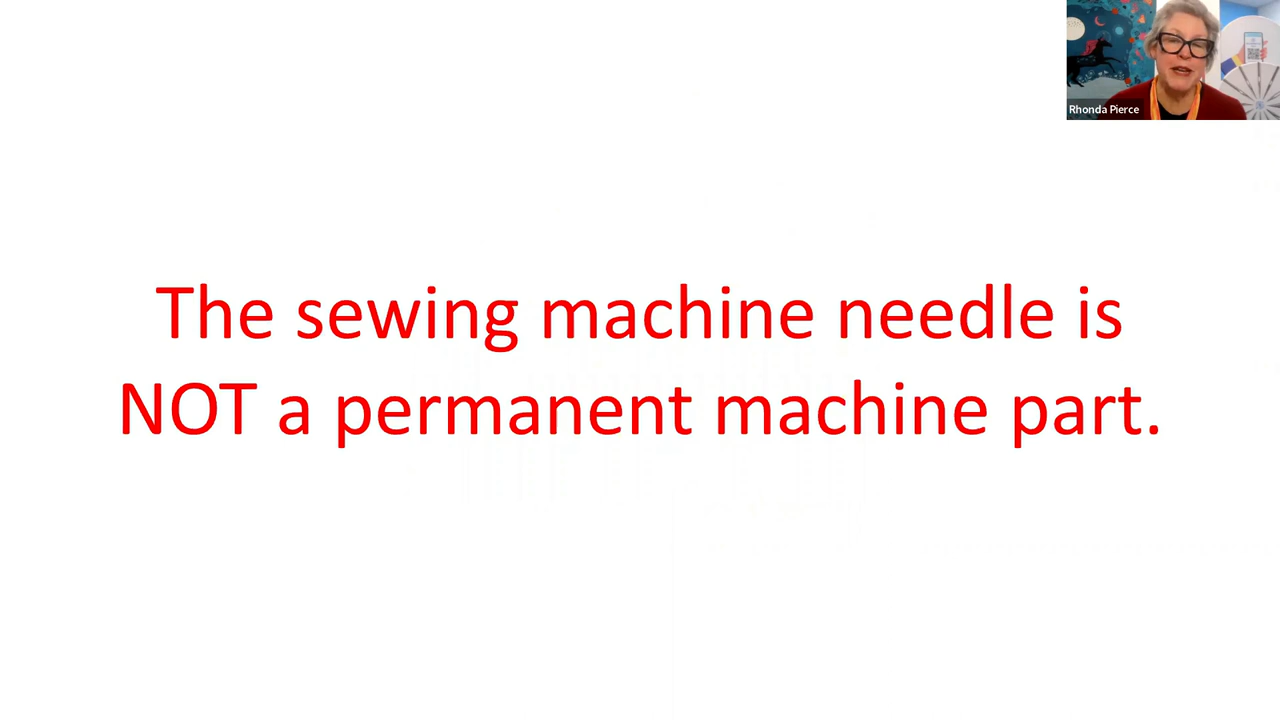 Rhonda Pierce
The sewing machine needle is
NOT a permanent machine part.